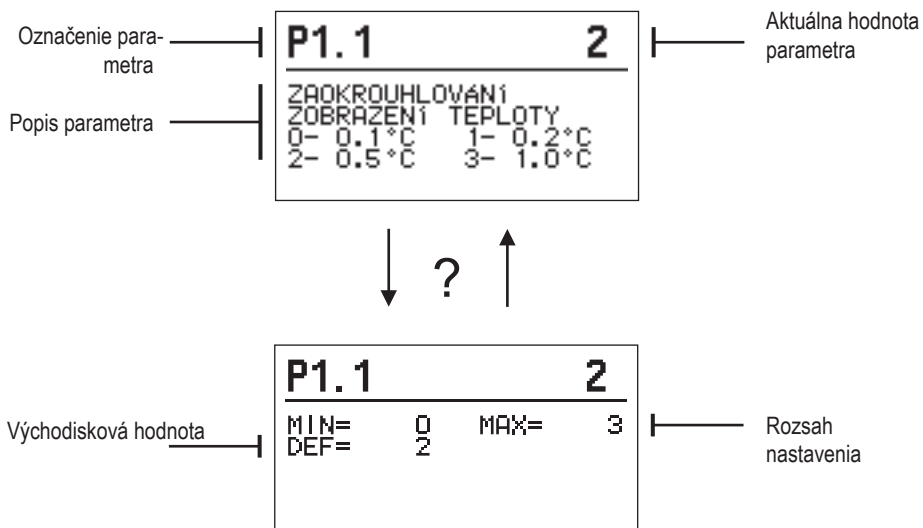 Označenie para-
metra
P1.1 2
Aktuálna hodnota
parametra
Popis parametra
ZAOKROUHLOVÁNÍ
ZOBRAZENÍ TEPLOTY
0- 0.1°C 1- 0.2°C
2- 0.5°C 3- 1.0°C
?
P1.1 2
Východisková hodnota
MIN= 0 MAX= 3
DEF= 2
Rozsah
nastavenia